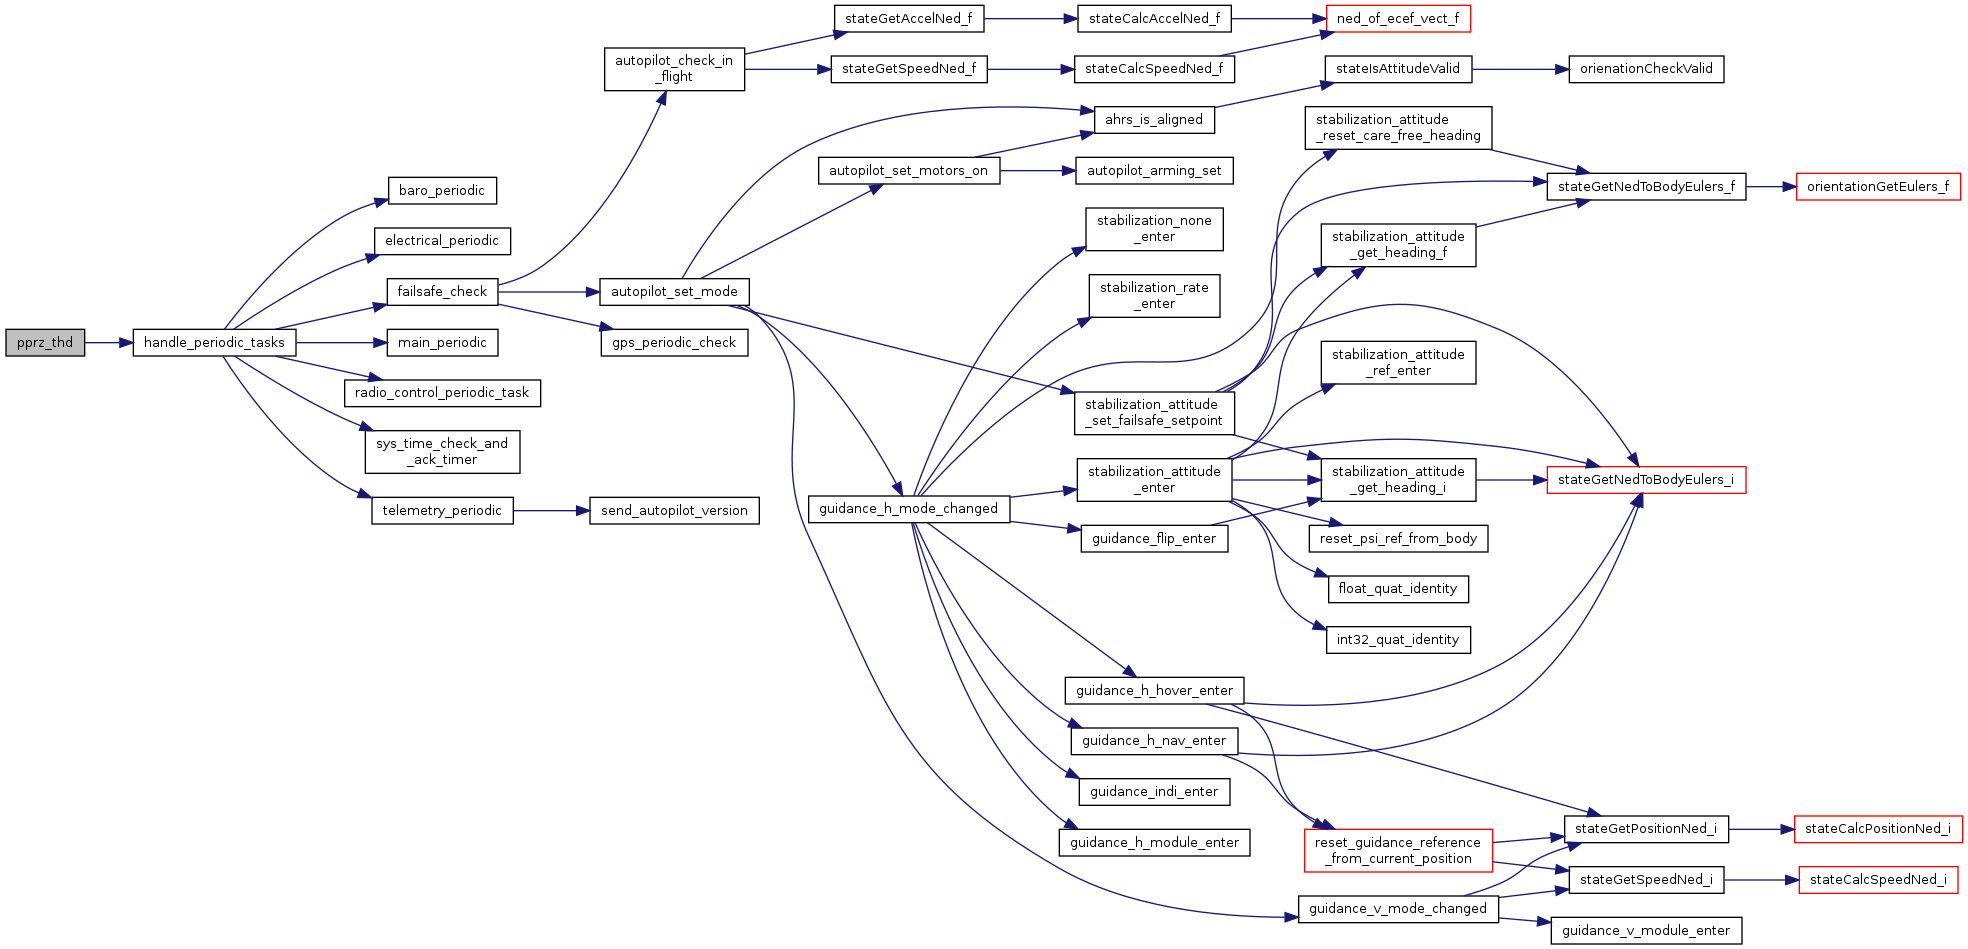 pprz_thd
handle_periodic_tasks
baro_periodic
electrical_periodic
failsafe_check
main_periodic
radio_control_periodic_task
sys_time_check_and
_ack_timer
telemetry_periodic
autopilot_check_in
_flight
autopilot_set_mode
gps_periodic_check
send_autopilot_version
stateGetAccelNed_f
stateGetSpeedNed_f
autopilot_set_motors_on
guidance_h_mode_changed
stateCalcAccelNed_f
stateCalcSpeedNed_f
ahrs_is_aligned
autopilot_arming_set
stabilization_none
_enter
stabilization_rate
_enter
stabilization_attitude
_set_failsafe_setpoint
stabilization_attitude
_enter
guidance_flip_enter
guidance_h_hover_enter
guidance_h_nav_enter
guidance_indi_enter
guidance_h_module_enter
ned_of_ecef_vect_f
stateIsAttitudeValid
stabilization_attitude
_reset_care_free_heading
stabilization_attitude
_get_heading_f
stabilization_attitude
_ref_enter
stabilization_attitude
_get_heading_i
reset_psi_ref_from_body
float_quat_identity
int32_quat_identity
reset_guidance_reference
_from_current_position
guidance_v_mode_changed
orienationCheckValid
stateGetNedToBodyEulers_f
stateGetNedToBodyEulers_i
stateGetPositionNed_i
stateGetSpeedNed_i
guidance_v_module_enter
orientationGetEulers_f
stateCalcPositionNed_i
stateCalcSpeedNed_i